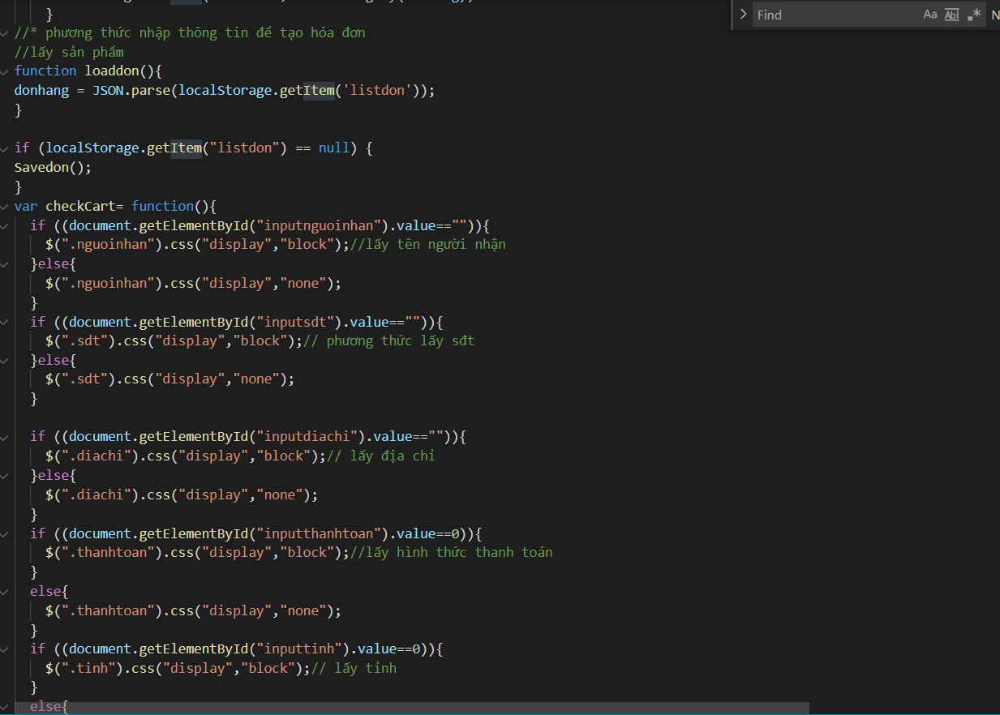 }
Find
Aa
Abl
.*
N
//* phương thức nhập thông tin để tạo hóa đơn
//lấy sản phẩm
function loaddon(){
donhang = JSON.parse(localStorage.getItem('listdon'));
}
if (localStorage.getItem("listdon") == null) {
Savedon();
}
var checkCart= function(){
if ((document.getElementById("inputnguoinhan").value=="")){
$(".nguoinhan").css("display","block");//lấy tên người nhận
}else{
$(".nguoinhan").css("display","none");
}
if ((document.getElementById("inputsdt").value=="")){
$(".sdt").css("display","block");// phương thức lấy sđt
}else{
$(".sdt").css("display","none");
}
if ((document.getElementById("inputdiachi").value=="")){
$(".diachi").css("display","block");// lấy địa chỉ
}else{
$(".diachi").css("display","none");
}
if ((document.getElementById("inputthanhtoan").value==0)){
$(".thanhtoan").css("display","block");//lấy hình thức thanh toán
}
else{
$(".thanhtoan").css("display","none");
}
if ((document.getElementById("inputtinh").value==0)){
$(".tinh").css("display","block");// lấy tỉnh
}
else{